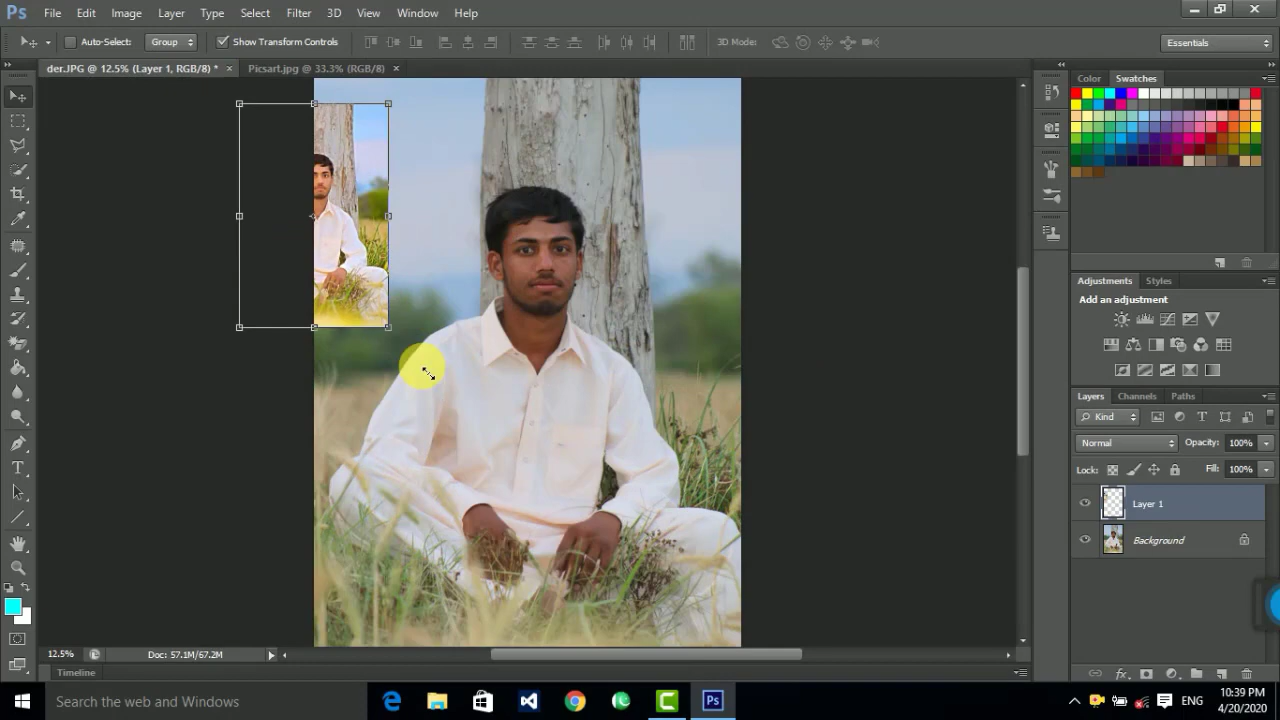 Ps File Edit Image Layer Type Select Filter 3D View Window Help
Auto-Select: Group Show Transform Controls 3D Mode: Essentials
der.JPG @ 12.5% (Layer 1, RGB/8) * × Picsart.jpg @ 33.3% (RGB/8) ×
Color Swatches
Adjustments Styles
Add an adjustment
Layers Channels Paths
Kind
Normal Opacity: 100%
Lock: Fill: 100%
Layer 1
Background
12.5% Doc: 57.1M/67.2M
Timeline
Search the web and Windows
Ps
ENG
10:39 PM
4/20/2020